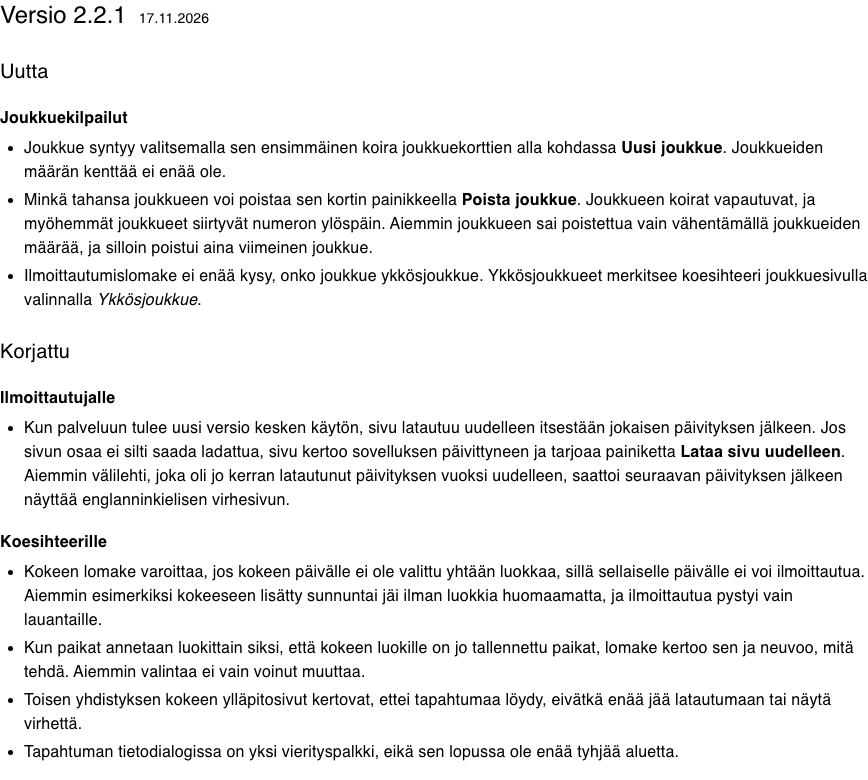 Versio 2.2.1 17.11.2026
Uutta
Joukkuekilpailut
• Joukkue syntyy valitsemalla sen ensimmäinen koira joukkuekorttien alla kohdassa Uusi joukkue. Joukkueiden
määrän kenttää ei enää ole.
• Minkä tahansa joukkueen voi poistaa sen kortin painikkeella Poista joukkue. Joukkueen koirat vapautuvat, ja
myöhemmät joukkueet siirtyvät numeron ylöspäin. Aiemmin joukkueen sai poistettua vain vähentämällä joukkueiden
määrää, ja silloin poistui aina viimeinen joukkue.
• Ilmoittautumislomake ei enää kysy, onko joukkue ykkösjoukkue. Ykkösjoukkueet merkitsee koesihteeri joukkuesivulla
valinnalla Ykkösjoukkue.
Korjattu
Ilmoittautujalle
• Kun palveluun tulee uusi versio kesken käytön, sivu latautuu uudelleen itsestään jokaisen päivityksen jälkeen. Jos
sivun osaa ei silti saada ladattua, sivu kertoo sovelluksen päivittyneen ja tarjoaa painiketta Lataa sivu uudelleen.
Aiemmin välilehti, joka oli jo kerran latautunut päivityksen vuoksi uudelleen, saattoi seuraavan päivityksen jälkeen
näyttää englanninkielisen virhesivun.
Koesihteerille
• Kokeen lomake varoittaa, jos kokeen päivälle ei ole valittu yhtään luokkaa, sillä sellaiselle päivälle ei voi ilmoittautua.
Aiemmin esimerkiksi kokeeseen lisätty sunnuntai jäi ilman luokkia huomaamatta, ja ilmoittautua pystyi vain
lauantaille.
• Kun paikat annetaan luokittain siksi, että kokeen luokille on jo tallennettu paikat, lomake kertoo sen ja neuvoo, mitä
tehdä. Aiemmin valintaa ei vain voinut muuttaa.
• Toisen yhdistyksen kokeen ylläpitosivut kertovat, ettei tapahtumaa löydy, eivätkä enää jää latautumaan tai näytä
virhettä.
• Tapahtuman tietodialogissa on yksi vierityspalkki, eikä sen lopussa ole enää tyhjää aluetta.